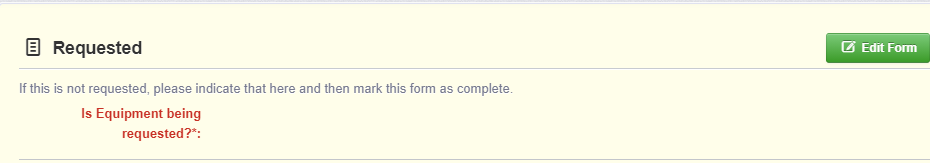 Requested
Edit Form
If this is not requested, please indicate that here and then mark this form as complete.
Is Equipment being
requested?*: